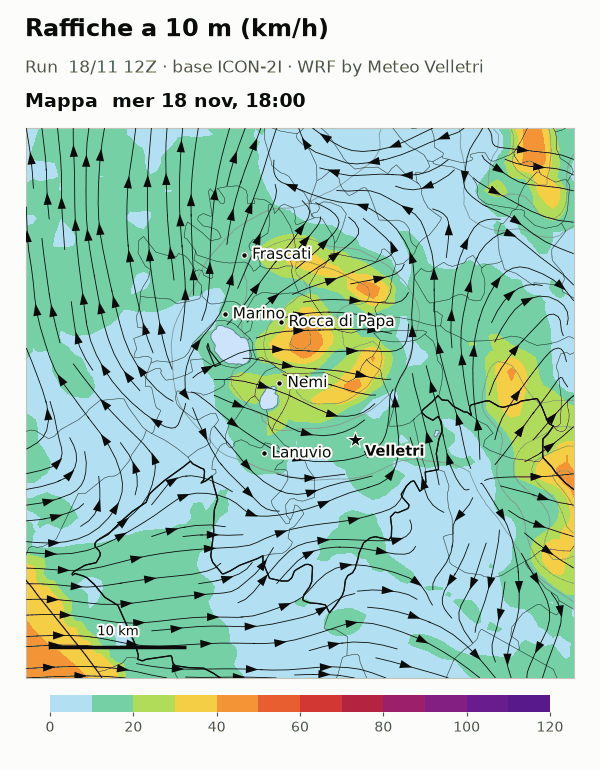 Raffiche a 10 m (km/h)
Run  18/11 12Z · base ICON-2I · WRF by Meteo Velletri
Mappa  mer 18 nov, 18:00
Frascati
Marino
Rocca di Papa
Nemi
Velletri
Lanuvio
10 km
0 20 40 60 80 100 120